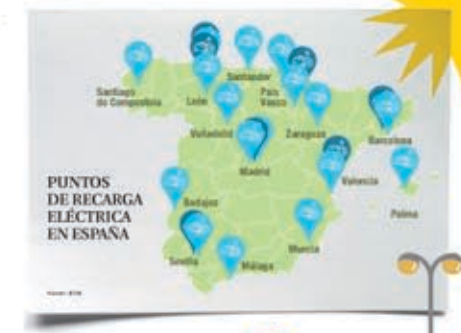 Santiago
de Compostela
León
Santander
País
Vasco
Valladolid
Zaragoza
Barcelona
Madrid
Valencia
Palma
PUNTOS
DE RECARGA
ELÉCTRICA
EN ESPAÑA
Badajoz
Sevilla
Málaga
Murcia